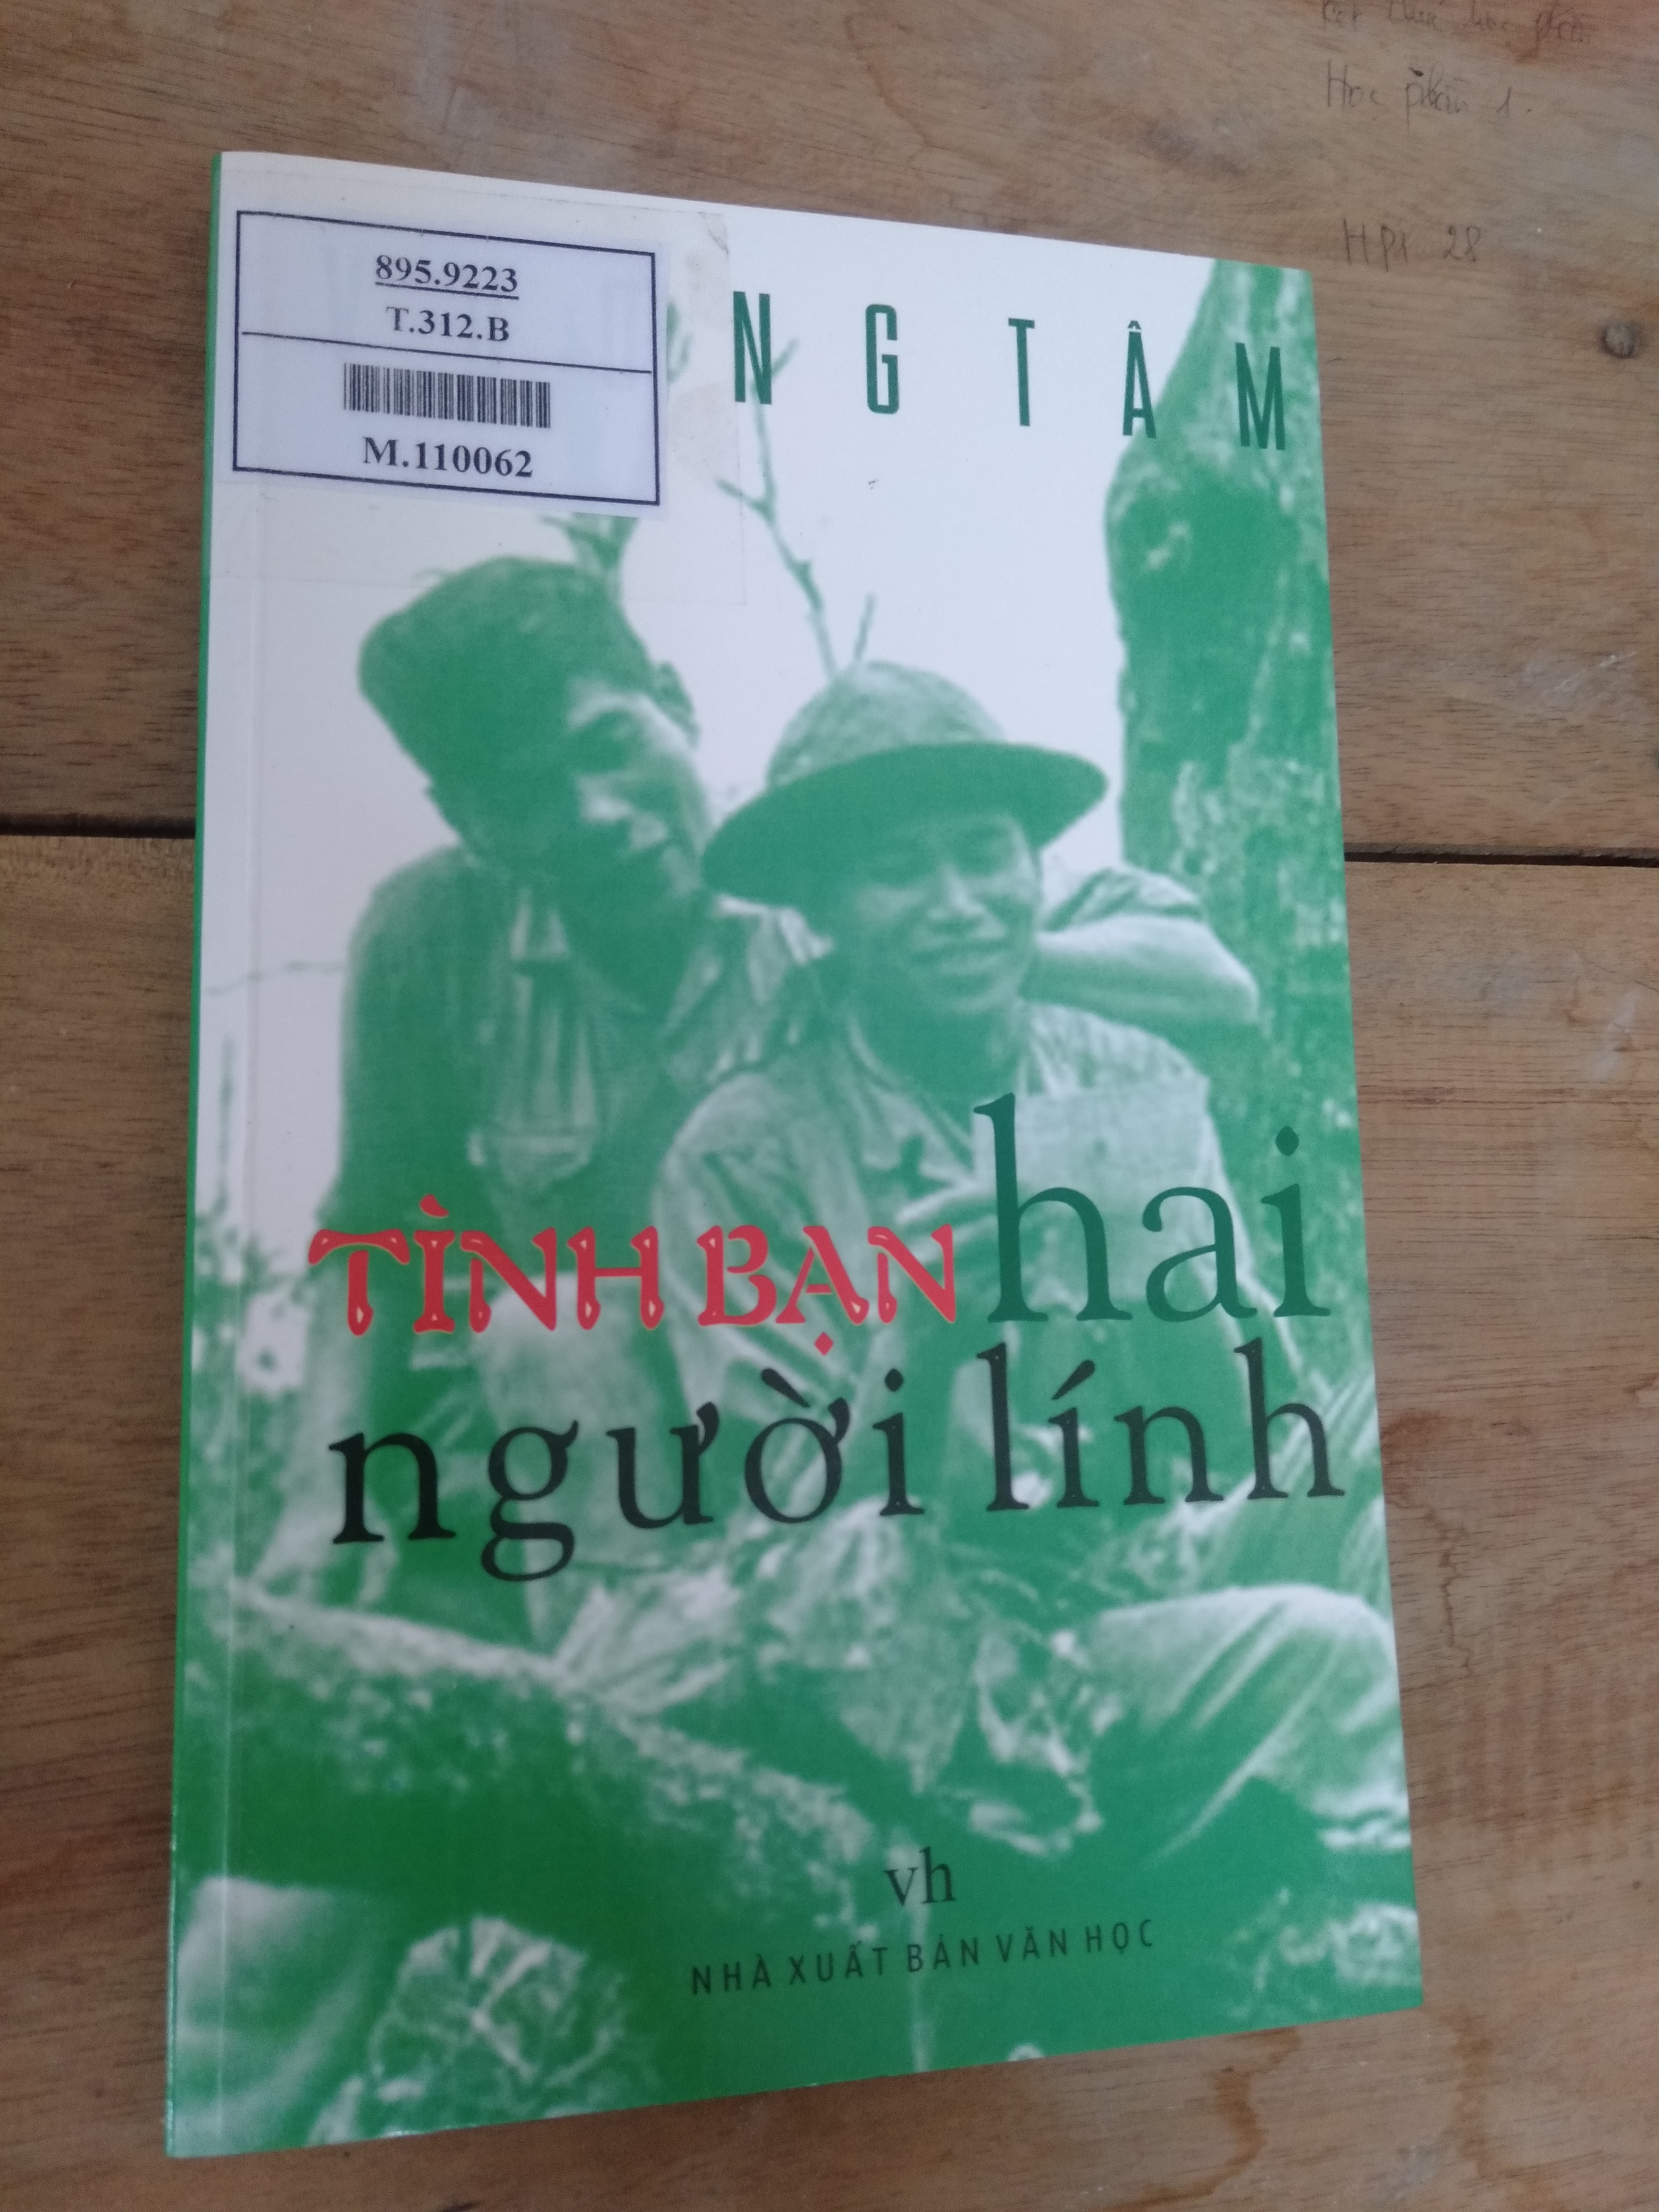 Học phần 1.
HP1 28
895.9223
T.312.B
M.110062
NG TÂM
TÌNH BẠN hai
người lính
vh
NHÀ XUẤT BẢN VĂN HỌC